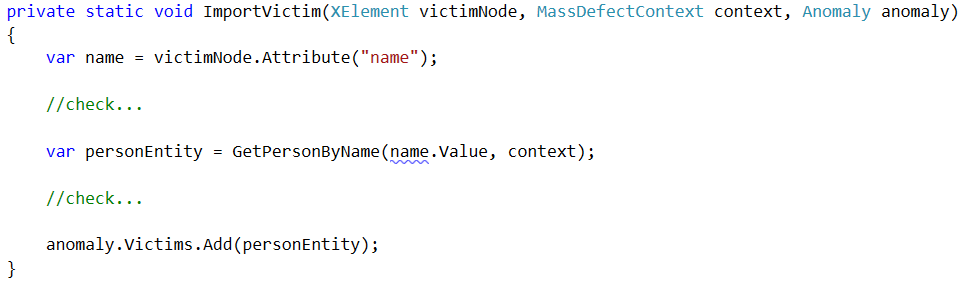 private static void ImportVictim(XElement victimNode, MassDefectContext context, Anomaly anomaly)
{
    var name = victimNode.Attribute("name");
    //check...
    var personEntity = GetPersonByName(name.Value, context);
    //check...
    anomaly.Victims.Add(personEntity);
}